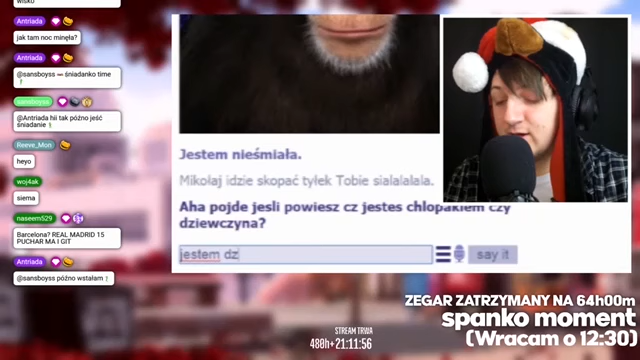 wisko
Antriada
jak tam noc minęła?
Antriada
@sansboyss śniadanko time
sansboyss
@Antriada hii tak późno jeść
śniadanie
Reeve_Mon
heyo
woj4ak
siema
naseem529
Barcelona? REAL MADRID 15
PUCHAR MA I GIT
Antriada
@sansboyss późno wstałam
Jestem nieśmiała.
Mikołaj idzie skopać tyłek Tobie sialalalala.
Aha pojde jesli powiesz cz jestes chlopakiem czy
dziewczyna?
jestem dz
say it
ZEGAR ZATRZYMANY NA 64h00m
spanko moment
(Wracam o 12:30)
STREAM TRWA
480h+21:11:56